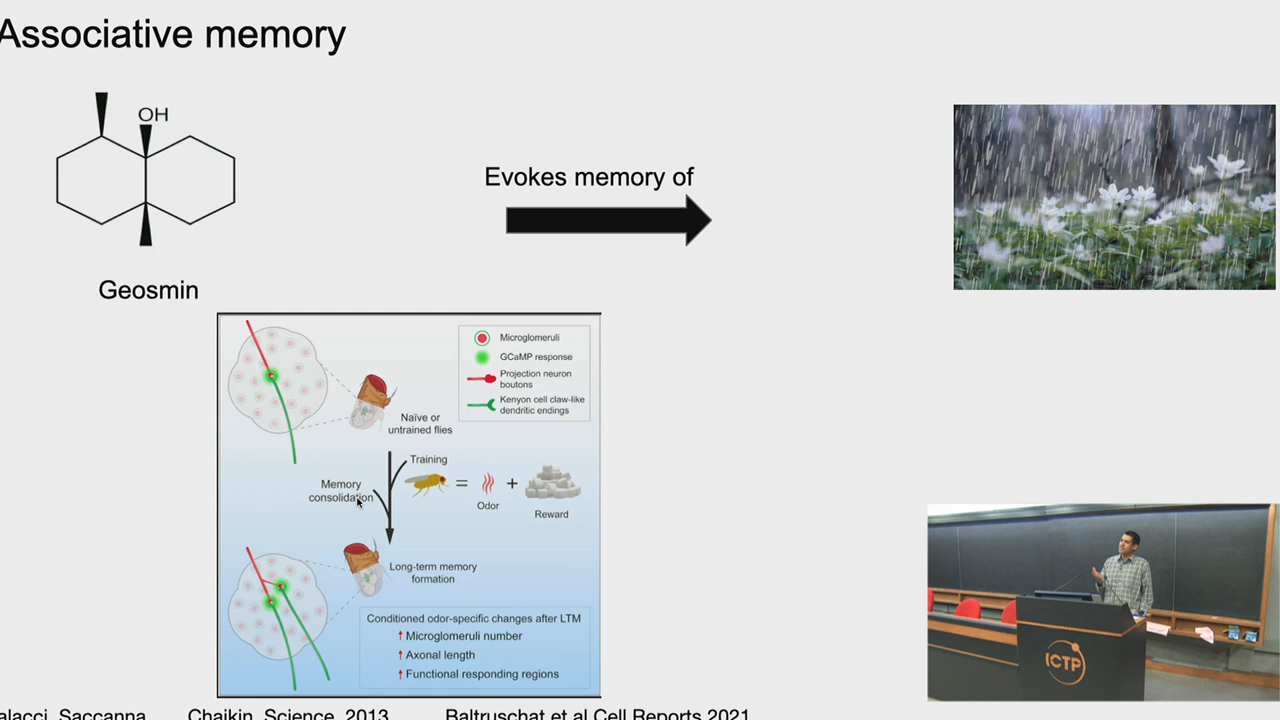 Associative memory
OH
Evokes memory of
Geosmin
Microglomeruli
GCaMP response
Projection neuron
boutons
Kenyon cell claw-like
dendritic endings
Naïve or
untrained flies
Training
Memory
consolidation
Odor
Reward
Long-term memory
formation
Conditioned odor-specific changes after LTM
Microglomeruli number
Axonal length
Functional responding regions
ICTP
Saccanna Chaikin, Science, 2013 Baltruschat et al Cell Reports 2021